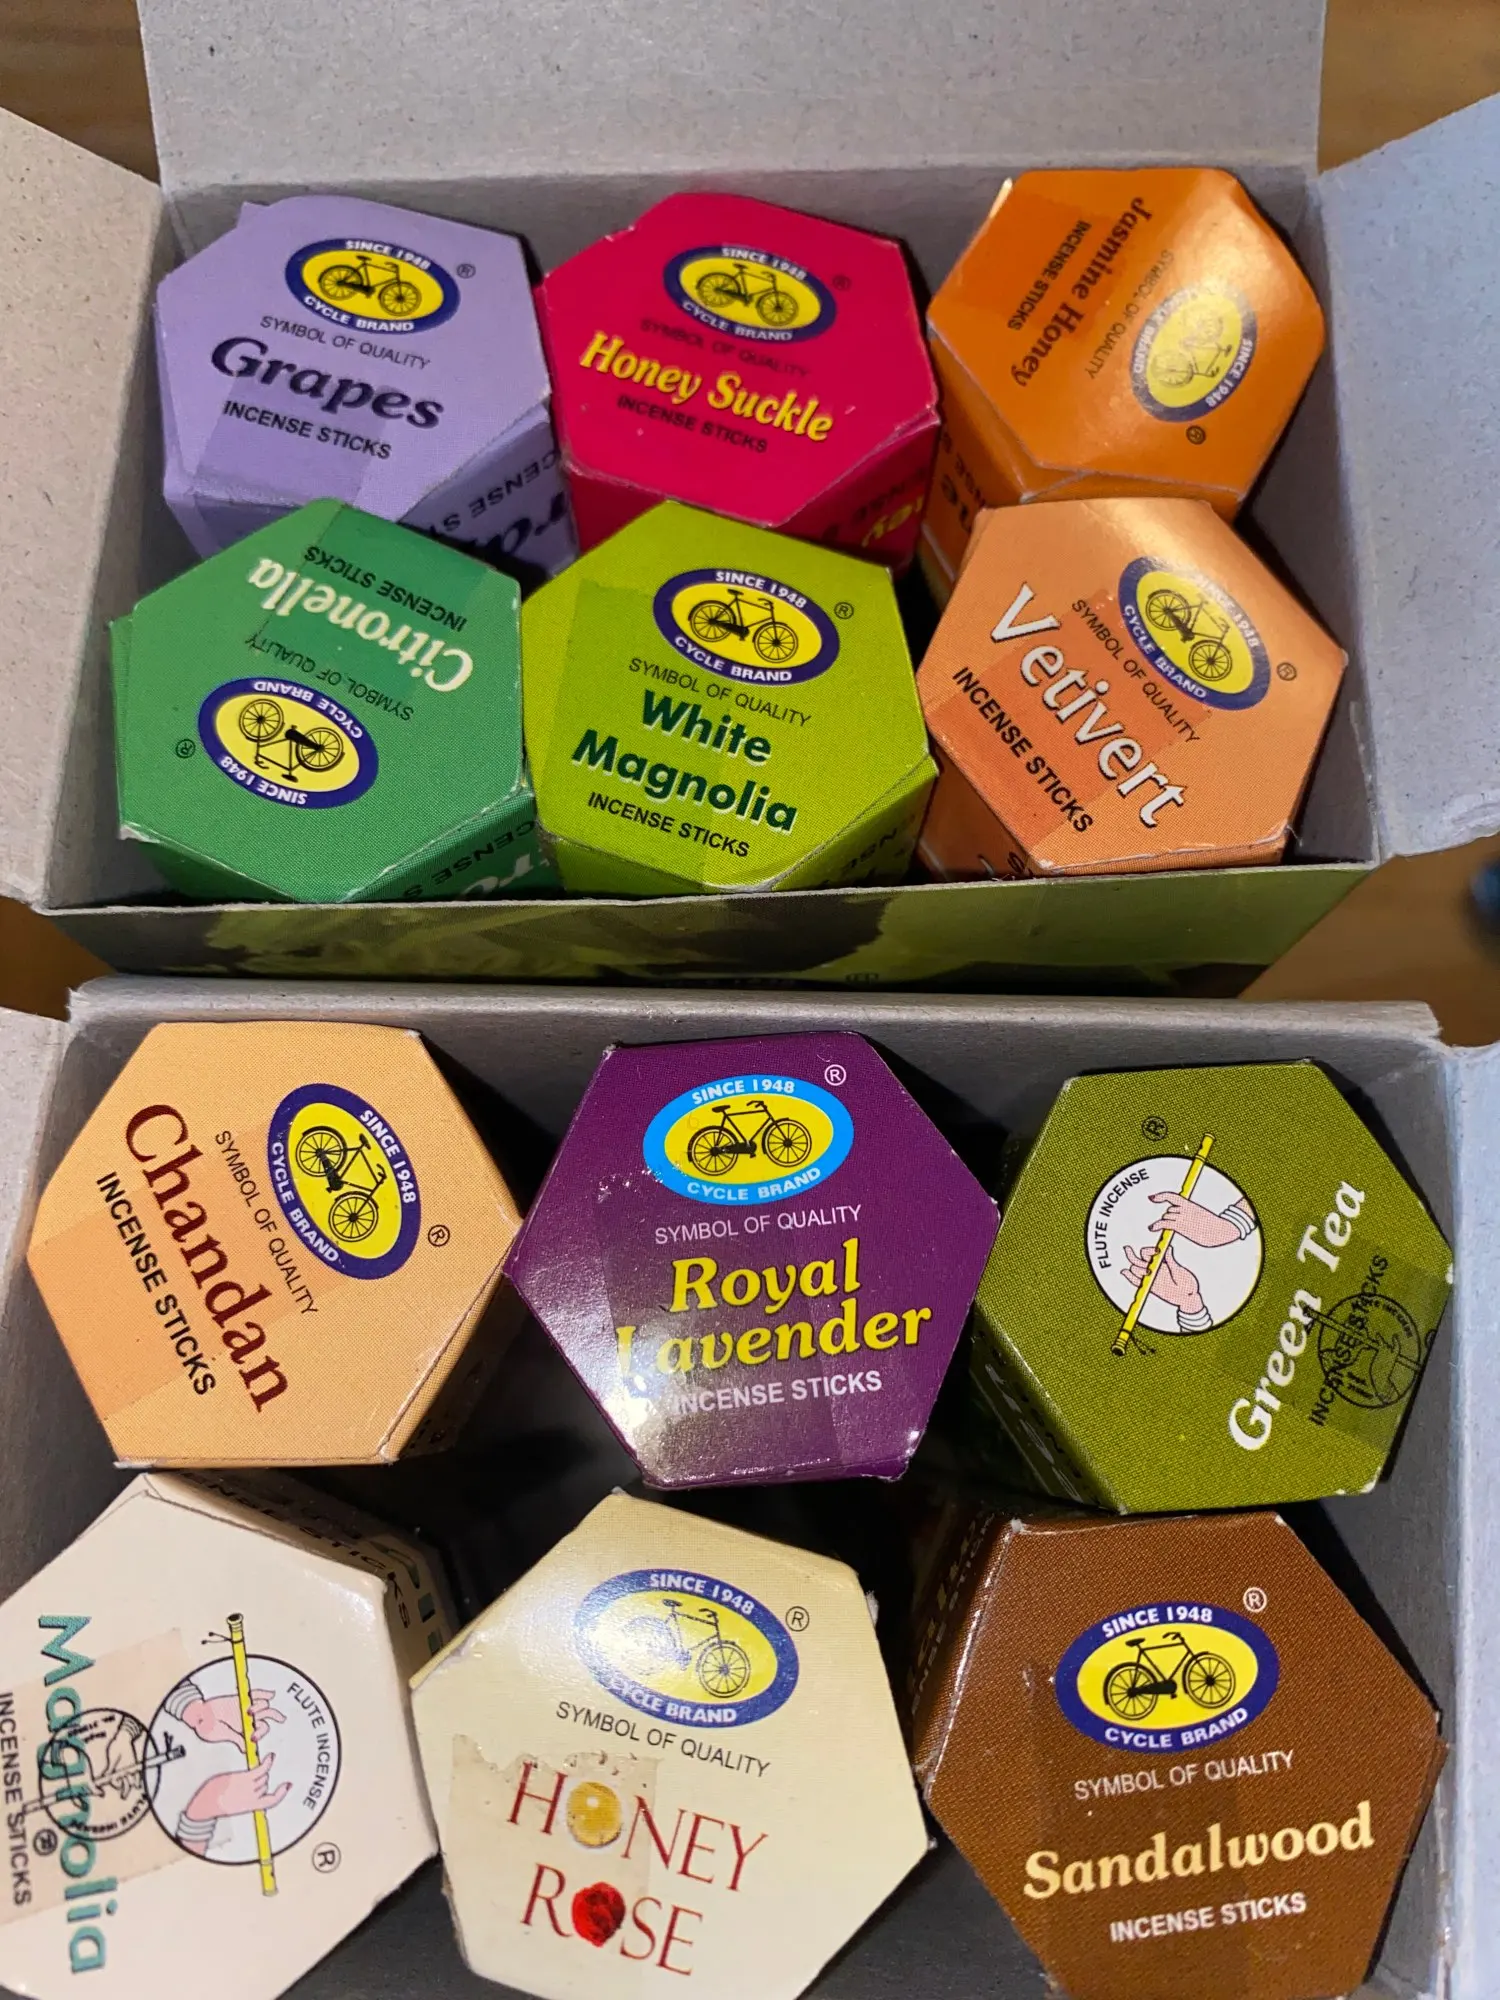 SINCE 1948
CYCLE BRAND
®
SYMBOL OF QUALITY
Grapes
INCENSE STICKS
SINCE 1948
CYCLE BRAND
®
SYMBOL OF QUALITY
Honey Suckle
INCENSE STICKS
Jasmine Honey
INCENSE STICKS
SYMBOL OF QUALITY
SINCE 1948
CYCLE BRAND
®
Citronella
INCENSE STICKS
SYMBOL OF QUALITY
CYCLE BRAND
SINCE 1948
®
SINCE 1948
CYCLE BRAND
®
SYMBOL OF QUALITY
White
Magnolia
INCENSE STICKS
SINCE 1948
CYCLE BRAND
®
SYMBOL OF QUALITY
Vetivert
INCENSE STICKS
SINCE 1948
CYCLE BRAND
®
SYMBOL OF QUALITY
Chandan
INCENSE STICKS
SINCE 1948
CYCLE BRAND
®
SYMBOL OF QUALITY
Royal
Lavender
INCENSE STICKS
®
FLUTE INCENSE
Green Tea
INCENSE STICKS
FLUTE INCENSE
®
Magnolia
INCENSE STICKS
FLUTE INCENSE
®
SINCE 1948
CYCLE BRAND
®
SYMBOL OF QUALITY
HONEY
ROSE
SINCE 1948
CYCLE BRAND
®
SYMBOL OF QUALITY
Sandalwood
INCENSE STICKS